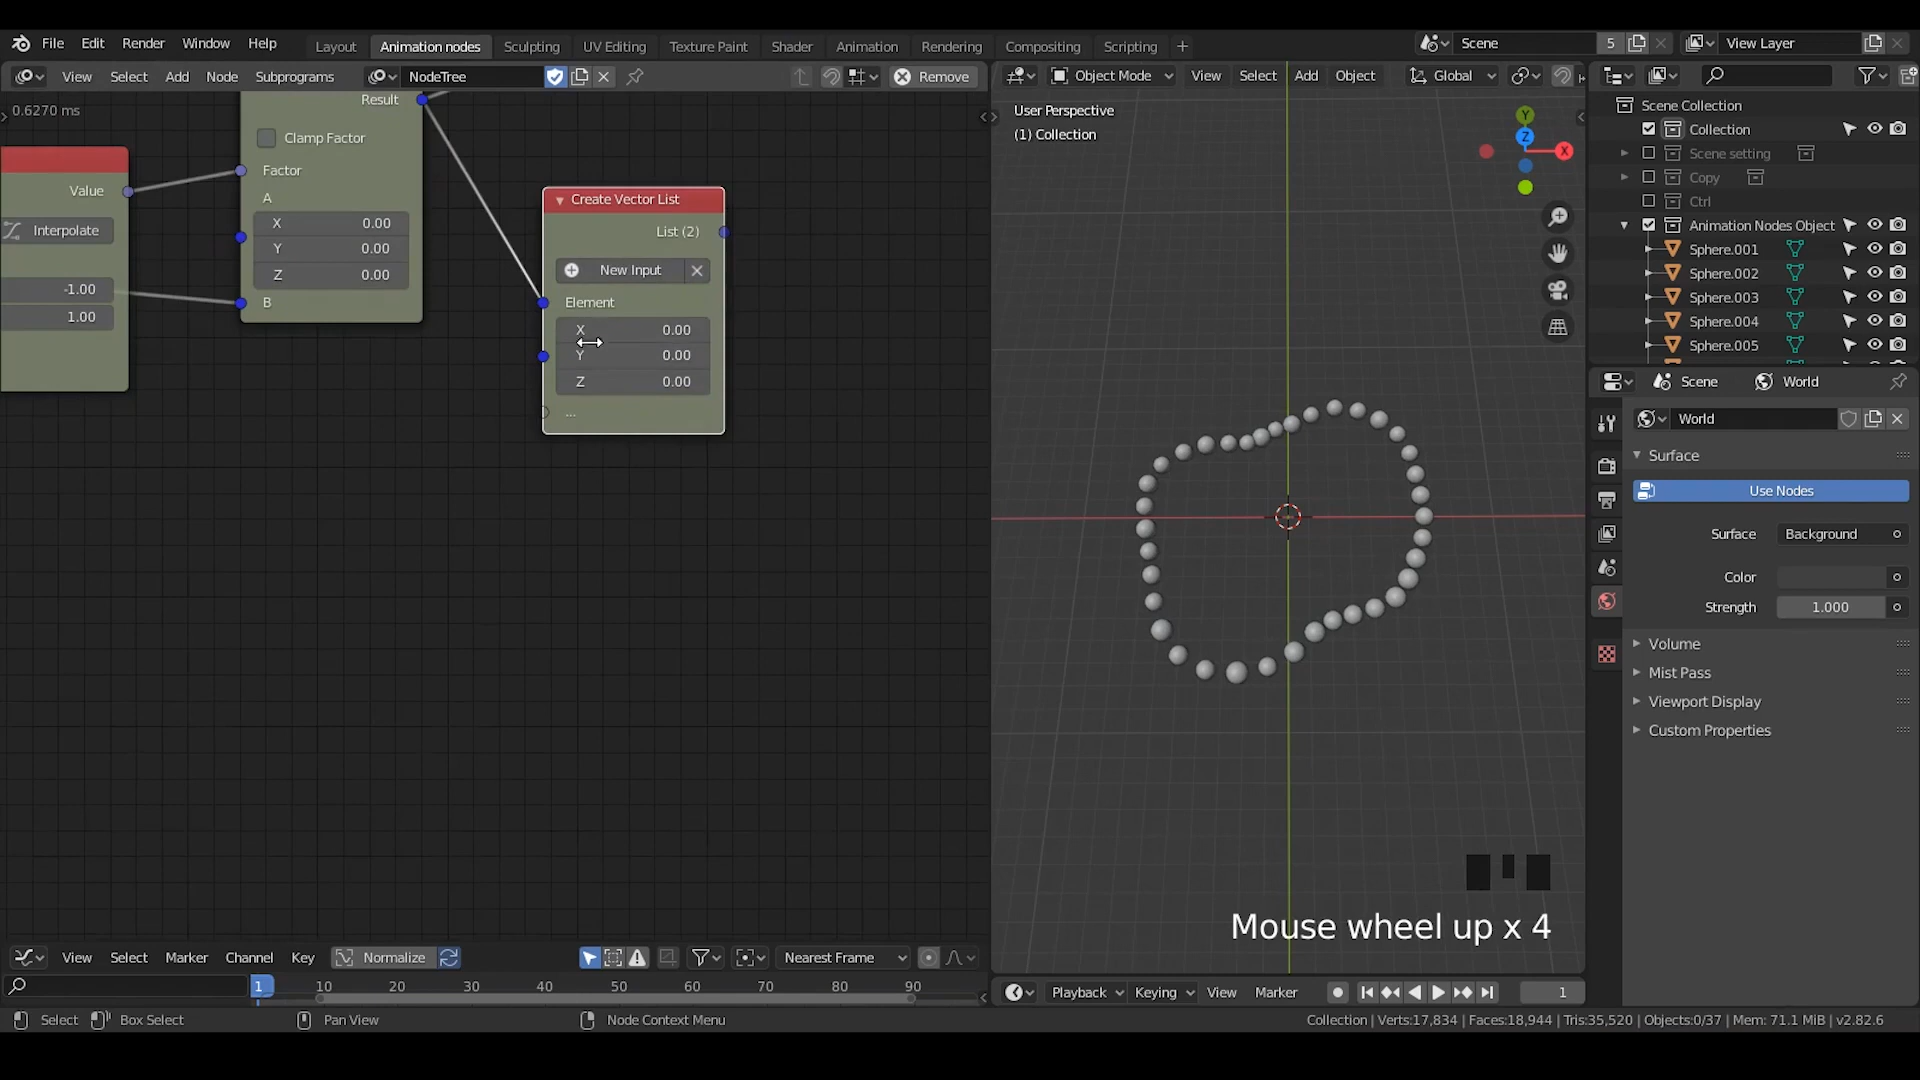 File Edit Render Window Help Layout Animation nodes Sculpting UV Editing Texture Paint Shader Animation Rendering Compositing Scripting + Scene 5 View Layer
View Select Add Node Subprograms NodeTree Remove Object Mode View Select Add Object Global
0.6270 ms
Result
Clamp Factor
Factor
A
X 0.00
Y 0.00
Z 0.00
B
Value
Interpolate
-1.00
1.00
Create Vector List
List (2)
New Input
Element
X 0.00
Y 0.00
Z 0.00
...
User Perspective
(1) Collection
Y
Z
X
Mouse wheel up x 4
Scene Collection
Collection
Scene setting
Copy
Ctrl
Animation Nodes Object
Sphere.001
Sphere.002
Sphere.003
Sphere.004
Sphere.005
Scene World
World
Surface
Use Nodes
Surface Background
Color
Strength 1.000
Volume
Mist Pass
Viewport Display
Custom Properties
View Select Marker Channel Key Normalize Nearest Frame
1 10 20 30 40 50 60 70 80 90
Playback Keying View Marker 1
Select Box Select Pan View Node Context Menu
Collection | Verts:17,834 | Faces:18,944 | Tris:35,520 | Objects:0/37 | Mem: 71.1 MiB | v2.82.6